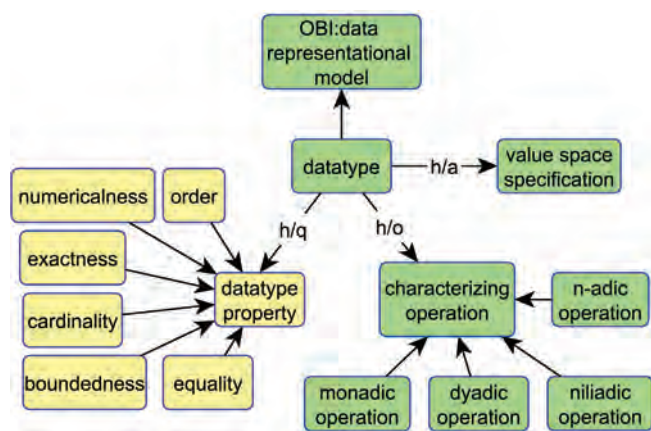 OBI:data
representational
model
datatype
h/a
value space
specification
numericalness
order
h/q
h/o
exactness
datatype
property
characterizing
operation
n-adic
operation
cardinality
boundedness
equality
monadic
operation
dyadic
operation
niliadic
operation